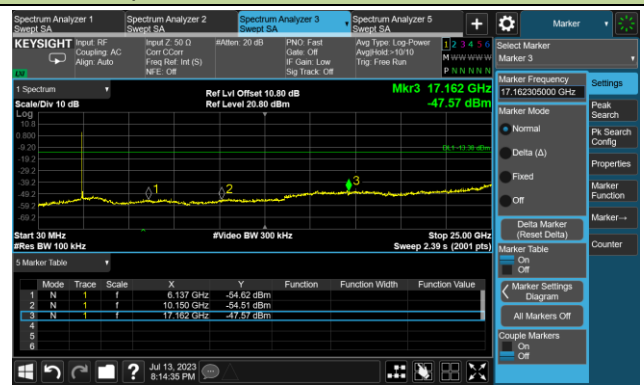 Spectrum Analyzer 1
Swept SA
Spectrum Analyzer 2
Swept SA
Spectrum Analyzer 3
Swept SA
Spectrum Analyzer 5
Swept SA
Marker
KEYSIGHT
Input: RF
Coupling: AC
Align: Auto
Input Z: 50 Ω
Corr CCorr
Freq Ref: Int (S)
NFE: Off
#Atten: 20 dB
PNO: Fast
Gate: Off
IF Gain: Low
Sig Track: Off
Avg Type: Log-Power
Avg|Hold:>10/10
Trig: Free Run
1 2 3 4 5 6
M W W W W W
P N N N N N
LU
1 Spectrum
Scale/Div 10 dB
Log
Ref Lvl Offset 10.80 dB
Ref Level 20.80 dBm
Mkr3 17.162 GHz
-47.57 dBm
10.8
0.800
-9.20
DL1 -13.38 dBm
-19.2
-29.2
-39.2
-49.2
-59.2
-69.2
1
2
3
Start 30 MHz
#Res BW 100 kHz
#Video BW 300 kHz
Stop 25.00 GHz
Sweep 2.39 s (2001 pts)
5 Marker Table
Mode Trace Scale X Y Function Function Width Function Value
1 N 1 f 6.137 GHz -54.62 dBm
2 N 1 f 10.150 GHz -54.51 dBm
3 N 1 f 17.162 GHz -47.57 dBm
4
5
6
Jul 13, 2023
8:14:35 PM
Select Marker
Marker 3
Marker Frequency
17.162305000 GHz
Marker Mode
Normal
Delta (Δ)
Fixed
Off
Delta Marker
(Reset Delta)
Marker Table
On
Off
Marker Settings
Diagram
All Markers Off
Couple Markers
On
Off
Settings
Peak
Search
Pk Search
Config
Properties
Marker
Function
Marker→
Counter